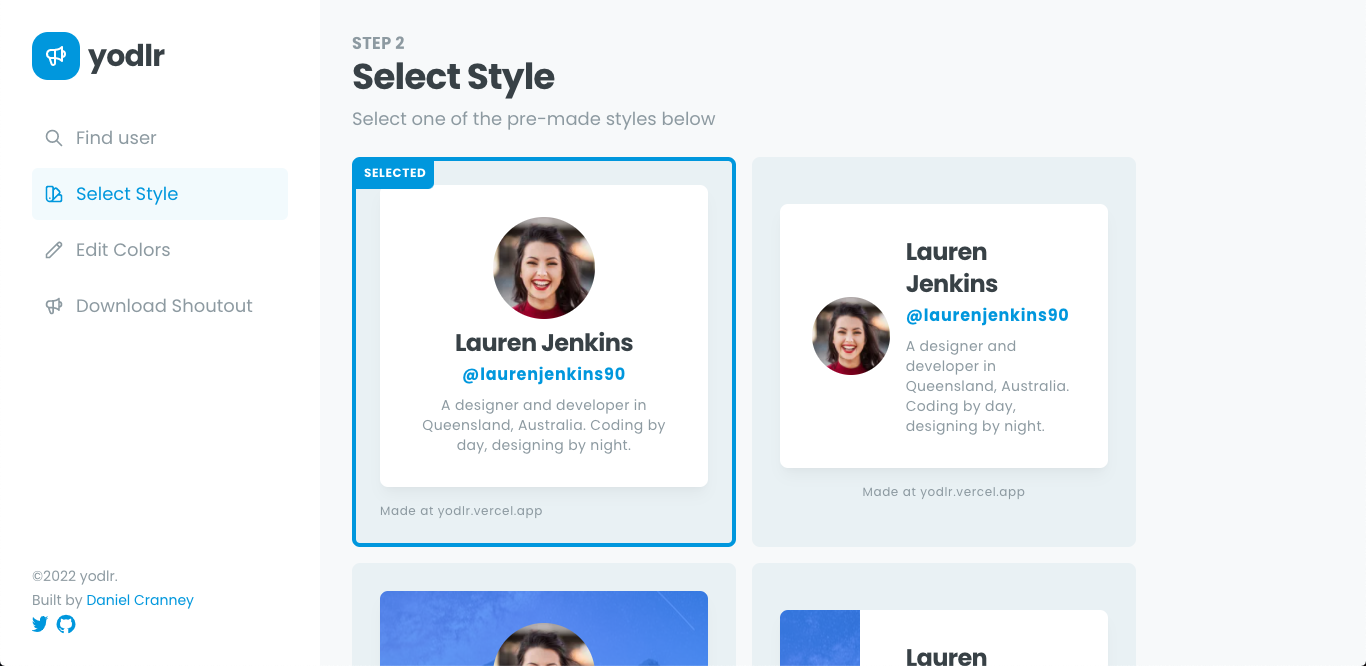 yodlr
Find user
Select Style
Edit Colors
Download Shoutout
©2022 yodlr.
Built by Daniel Cranney
STEP 2
Select Style
Select one of the pre-made styles below
SELECTED
Lauren Jenkins
@laurenjenkins90
A designer and developer in
Queensland, Australia. Coding by
day, designing by night.
Made at yodlr.vercel.app
Lauren
Jenkins
@laurenjenkins90
A designer and
developer in
Queensland, Australia.
Coding by day,
designing by night.
Made at yodlr.vercel.app
Lauren